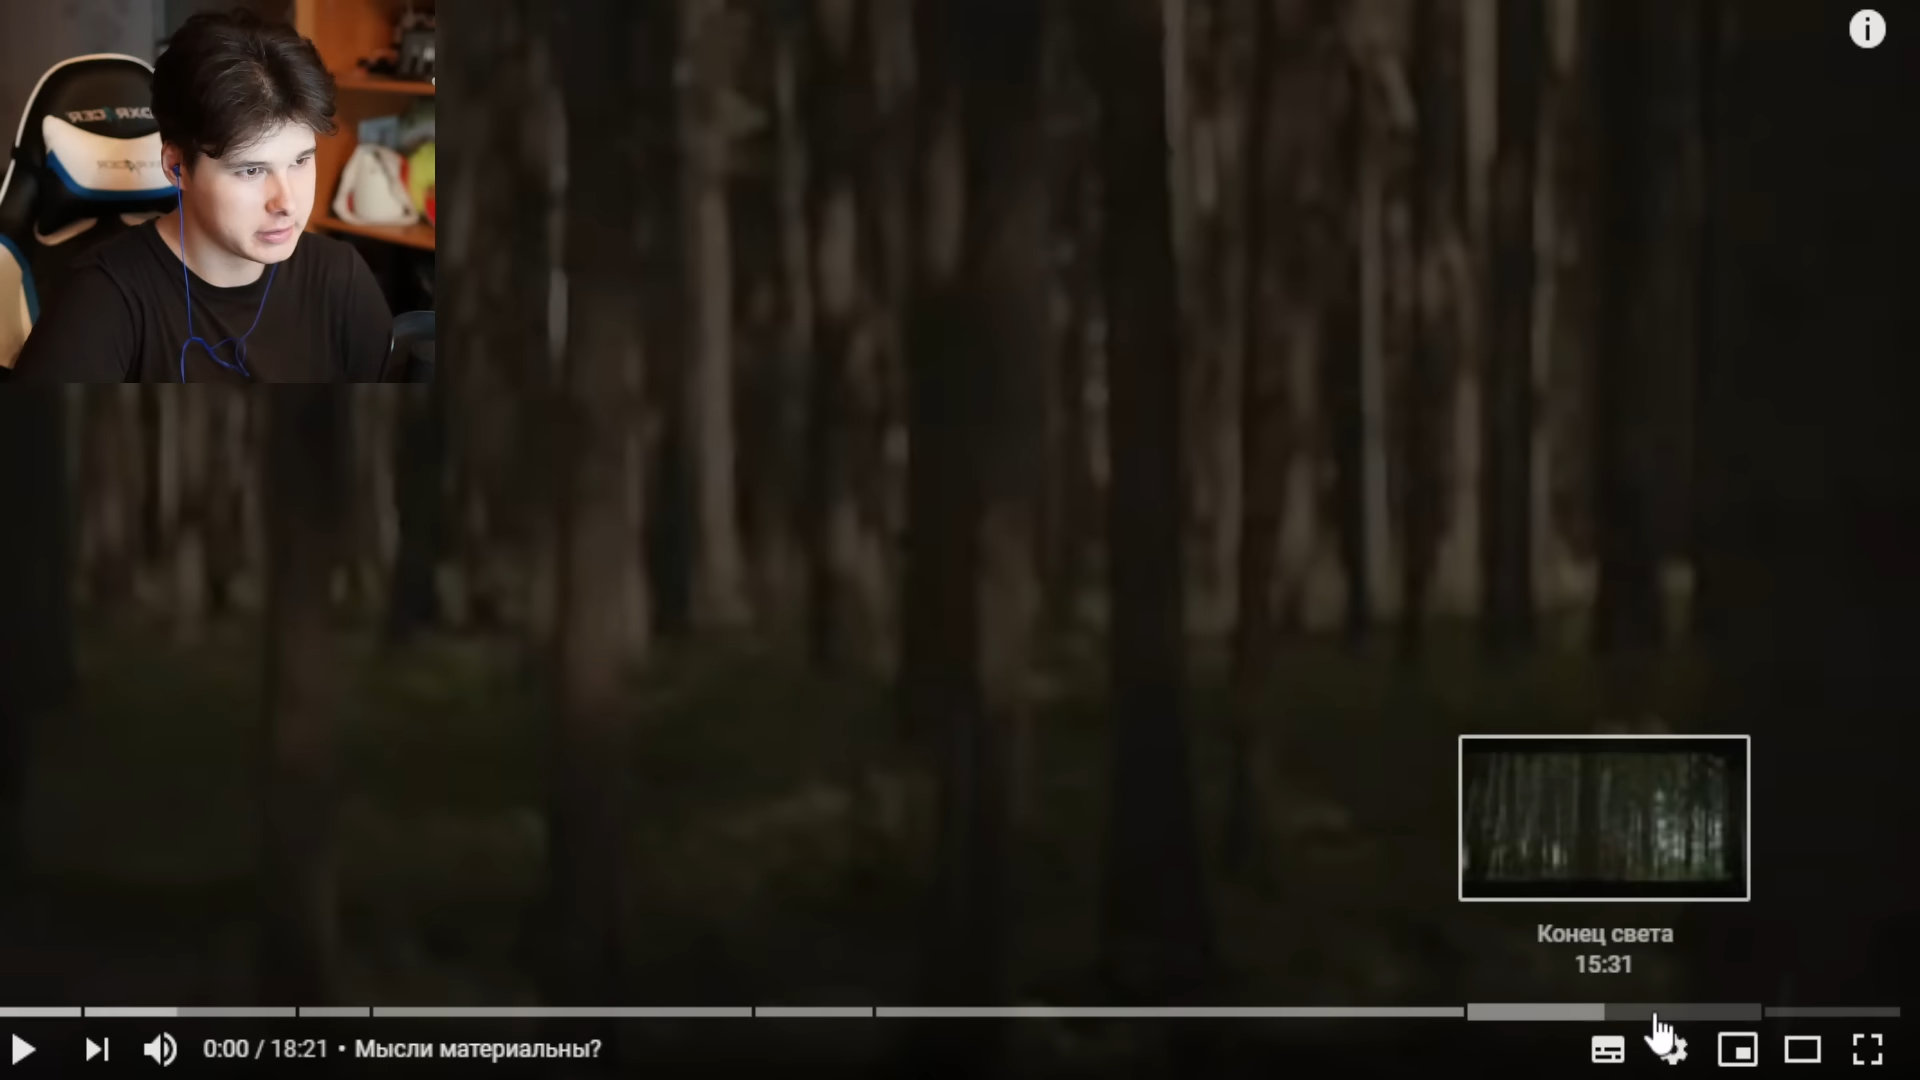 Конец света
15:31
0:00 / 18:21 • Мысли материальны?